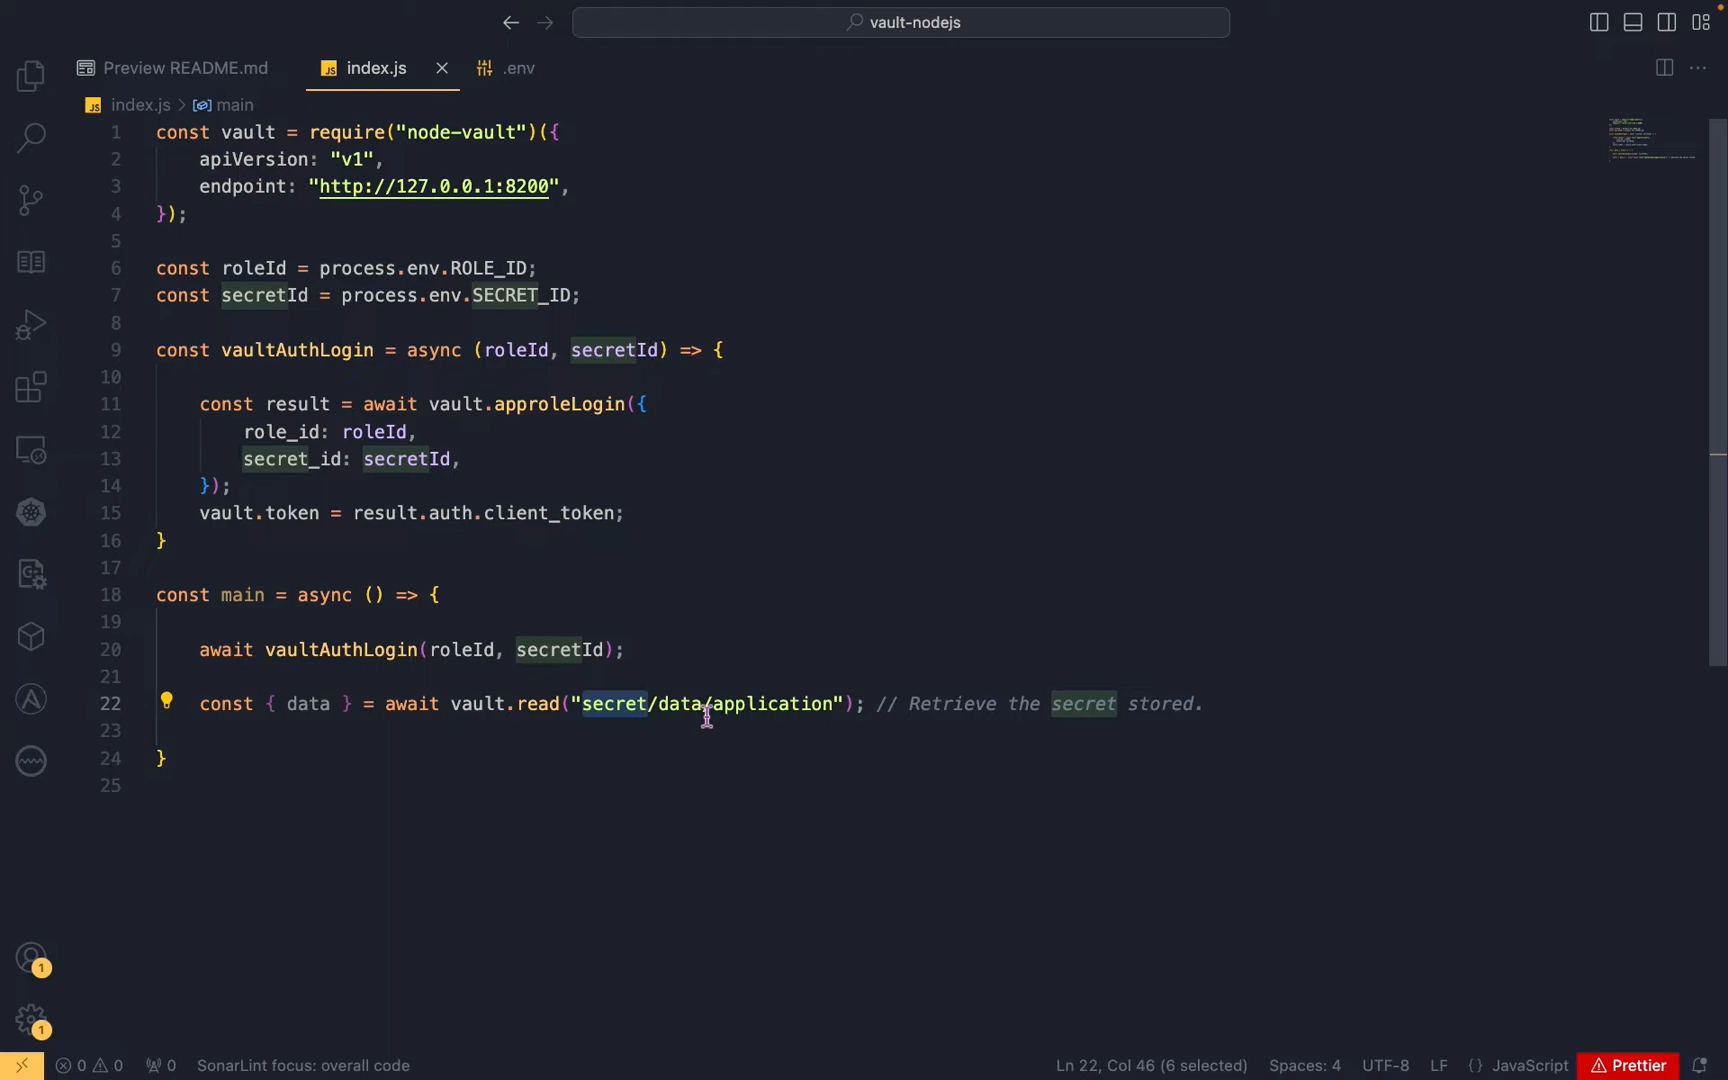 vault-nodejs
Preview README.md index.js .env
index.js > main
1 const vault = require("node-vault")({
2 apiVersion: "v1",
3 endpoint: "http://127.0.0.1:8200",
4 });
5
6 const roleId = process.env.ROLE_ID;
7 const secretId = process.env.SECRET_ID;
8
9 const vaultAuthLogin = async (roleId, secretId) => {
10
11 const result = await vault.approleLogin({
12 role_id: roleId,
13 secret_id: secretId,
14 });
15 vault.token = result.auth.client_token;
16 }
17
18 const main = async () => {
19
20 await vaultAuthLogin(roleId, secretId);
21
22 const { data } = await vault.read("secret/data/application"); // Retrieve the secret stored.
23
24 }
25
1
1
0 0 0 SonarLint focus: overall code Ln 22, Col 46 (6 selected) Spaces: 4 UTF-8 LF {} JavaScript Prettier